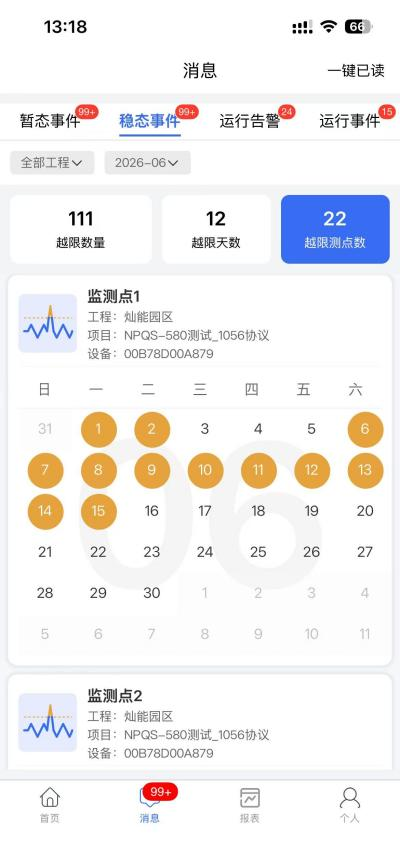 13:18
66
消息
一键已读
暂态事件 99+
稳态事件 99+
运行告警 24
运行事件 15
全部工程
2026-06
111 12 22
越限数量 越限天数 越限测点数
监测点1
工程：灿能园区
项目：NPQS-580测试_1056协议
设备：00B78D00A879
日 一 二 三 四 五 六
06
31 1 2 3 4 5 6
7 8 9 10 11 12 13
14 15 16 17 18 19 20
21 22 23 24 25 26 27
28 29 30 1 2 3 4
5 6 7 8 9 10 11
监测点2
工程：灿能园区
项目：NPQS-580测试_1056协议
设备：00B78D00A879
99+
首页 消息 报表 个人